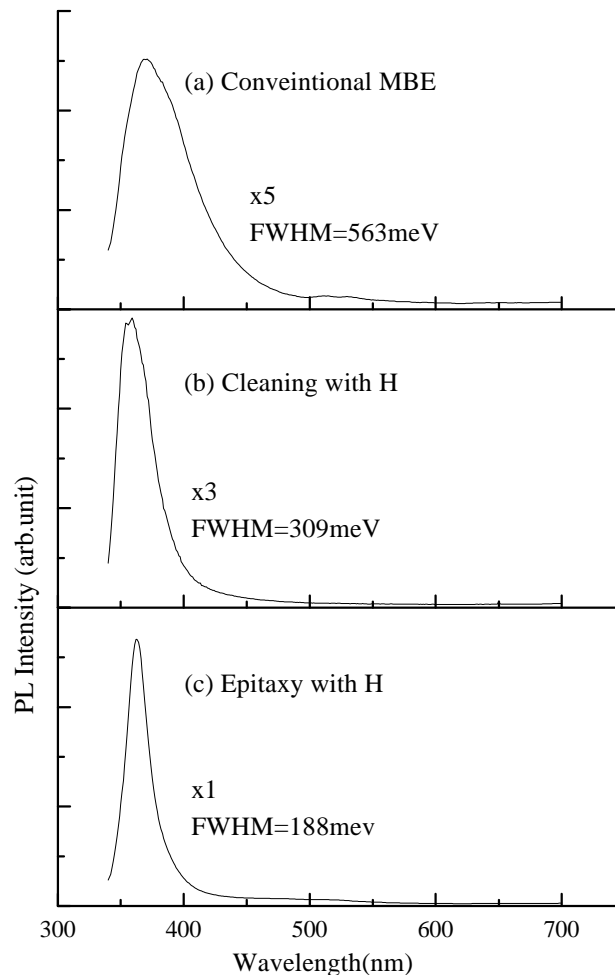 (a) Conveintional MBE
x5
FWHM=563meV
(b) Cleaning with H
x3
FWHM=309meV
PL Intensity (arb.unit)
(c) Epitaxy with H
x1
FWHM=188mev
300 400 500 600 700
Wavelength(nm)